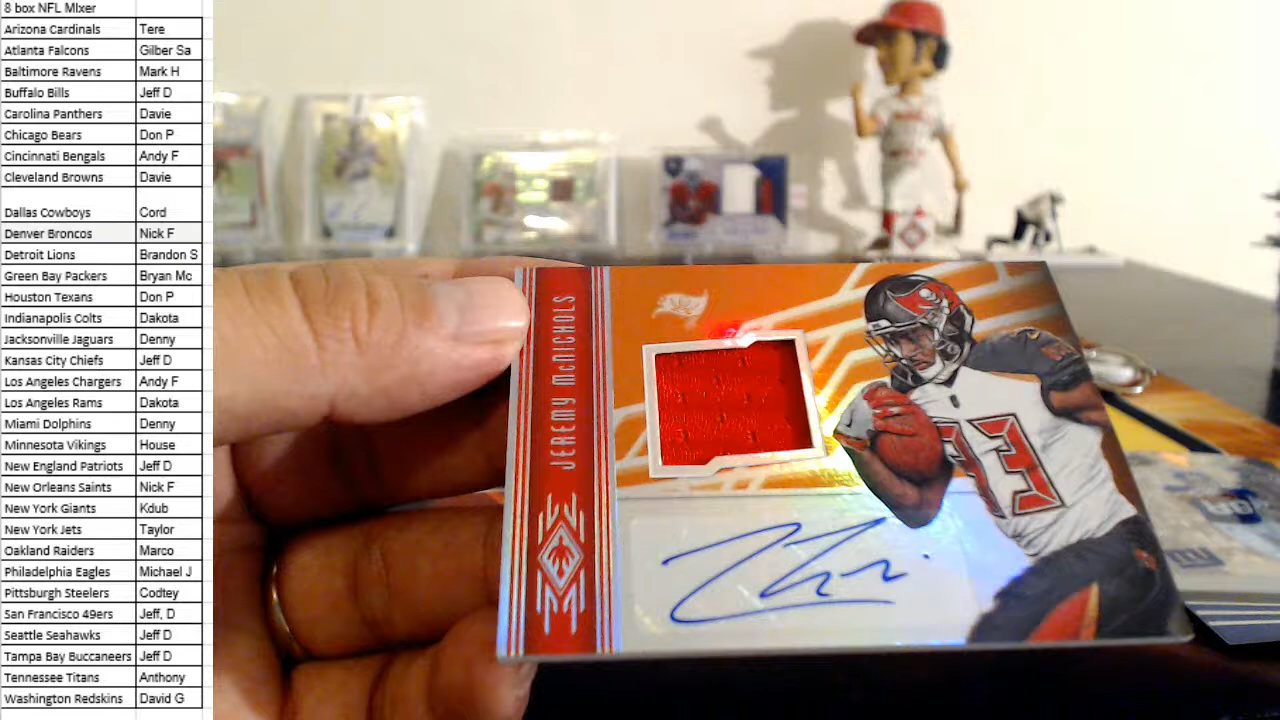 8 box NFL MIxer
Arizona Cardinals Tere
Atlanta Falcons Gilber Sa
Baltimore Ravens Mark H
Buffalo Bills Jeff D
Carolina Panthers Davie
Chicago Bears Don P
Cincinnati Bengals Andy F
Cleveland Browns Davie
Dallas Cowboys Cord
Denver Broncos Nick F
Detroit Lions Brandon S
Green Bay Packers Bryan Mc
Houston Texans Don P
Indianapolis Colts Dakota
Jacksonville Jaguars Denny
Kansas City Chiefs Jeff D
Los Angeles Chargers Andy F
Los Angeles Rams Dakota
Miami Dolphins Denny
Minnesota Vikings House
New England Patriots Jeff D
New Orleans Saints Nick F
New York Giants Kdub
New York Jets Taylor
Oakland Raiders Marco
Philadelphia Eagles Michael J
Pittsburgh Steelers Codtey
San Francisco 49ers Jeff, D
Seattle Seahawks Jeff D
Tampa Bay Buccaneers Jeff D
Tennessee Titans Anthony
Washington Redskins David G
JEREMY McNICHOLS
33